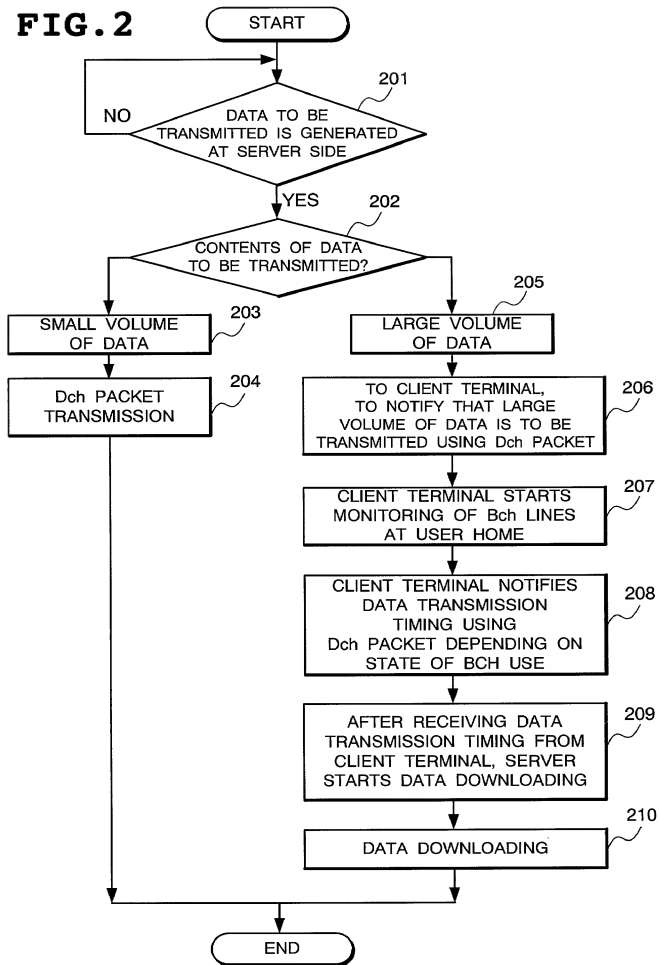 FIG.2
START
201
NO
DATA TO BE
TRANSMITTED IS GENERATED
AT SERVER SIDE
YES
202
CONTENTS OF DATA
TO BE TRANSMITTED?
203
SMALL VOLUME
OF DATA
204
Dch PACKET
TRANSMISSION
205
LARGE VOLUME
OF DATA
206
TO CLIENT TERMINAL,
TO NOTIFY THAT LARGE
VOLUME OF DATA IS TO BE
TRANSMITTED USING Dch PACKET
207
CLIENT TERMINAL STARTS
MONITORING OF Bch LINES
AT USER HOME
208
CLIENT TERMINAL NOTIFIES
DATA TRANSMISSION
TIMING USING
Dch PACKET DEPENDING ON
STATE OF BCH USE
209
AFTER RECEIVING DATA
TRANSMISSION TIMING FROM
CLIENT TERMINAL, SERVER
STARTS DATA DOWNLOADING
210
DATA DOWNLOADING
END